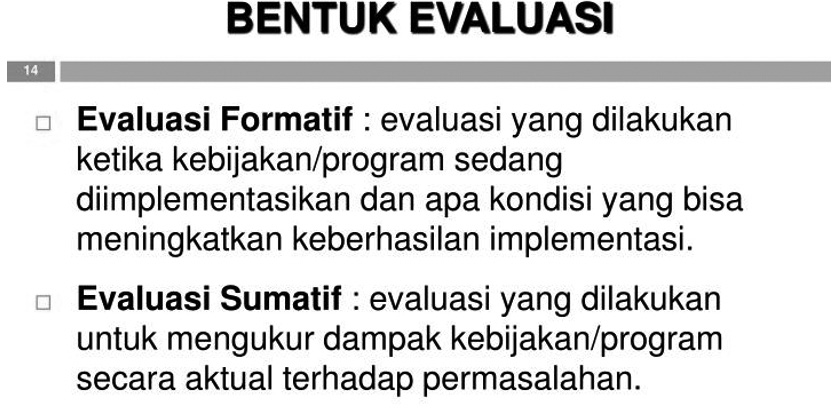 BENTUK EVALUASI
14
Evaluasi Formatif : evaluasi yang dilakukan
ketika kebijakan/program sedang
diimplementasikan dan apa kondisi yang bisa
meningkatkan keberhasilan implementasi.
Evaluasi Sumatif : evaluasi yang dilakukan
untuk mengukur dampak kebijakan/program
secara aktual terhadap permasalahan.